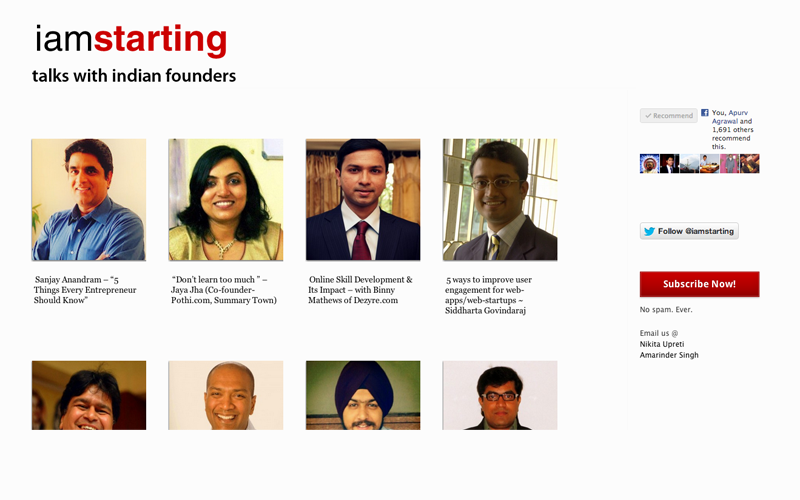 iamstarting
talks with indian founders
Sanjay Anandram – “5
Things Every Entrepreneur
Should Know”
“Don’t learn too much ” –
Jaya Jha (Co-founder-
Pothi.com, Summary Town)
Online Skill Development &
Its Impact – with Binny
Mathews of Dezyre.com
5 ways to improve user
engagement for web-
apps/web-startups ~
Siddharta Govindaraj
Recommend
You, Apurv
Agrawal and
1,691 others
recommend
this.
Follow @iamstarting
Subscribe Now!
No spam. Ever.
Email us @
Nikita Upreti
Amarinder Singh